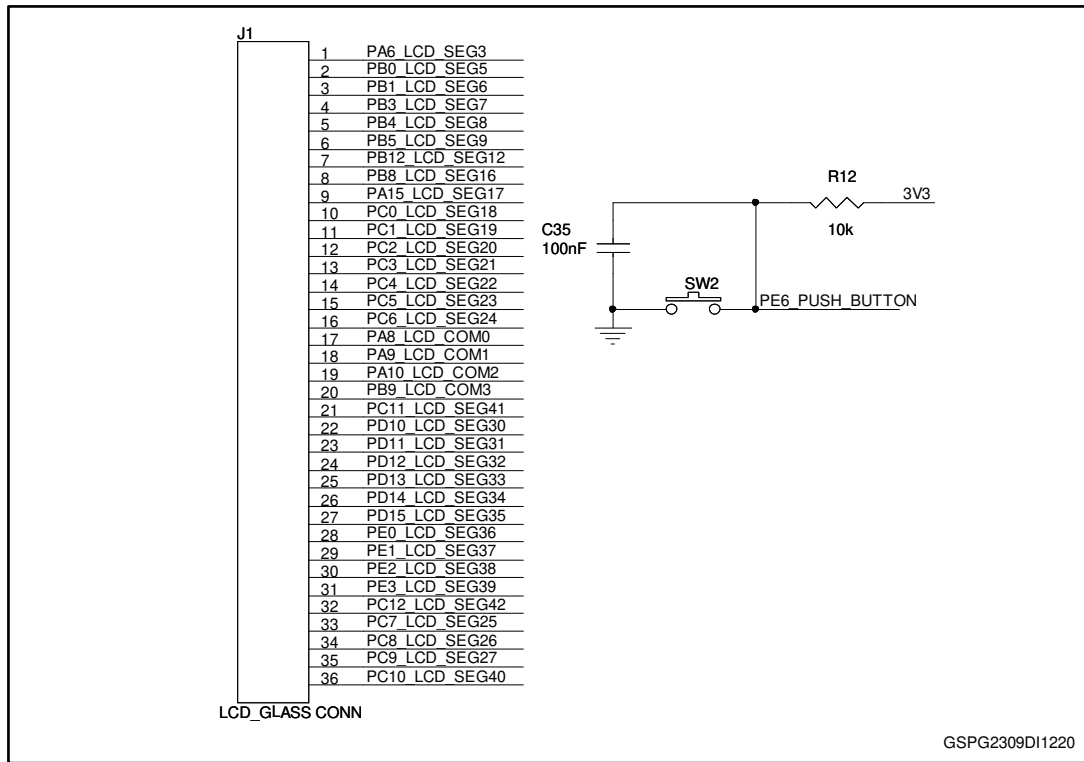 J1
1 PA6_LCD_SEG3
2 PB0_LCD_SEG5
3 PB1_LCD_SEG6
4 PB3_LCD_SEG7
5 PB4_LCD_SEG8
6 PB5_LCD_SEG9
7 PB12_LCD_SEG12
8 PB8_LCD_SEG16
9 PA15_LCD_SEG17
10 PC0_LCD_SEG18
11 PC1_LCD_SEG19
12 PC2_LCD_SEG20
13 PC3_LCD_SEG21
14 PC4_LCD_SEG22
15 PC5_LCD_SEG23
16 PC6_LCD_SEG24
17 PA8_LCD_COM0
18 PA9_LCD_COM1
19 PA10_LCD_COM2
20 PB9_LCD_COM3
21 PC11_LCD_SEG41
22 PD10_LCD_SEG30
23 PD11_LCD_SEG31
24 PD12_LCD_SEG32
25 PD13_LCD_SEG33
26 PD14_LCD_SEG34
27 PD15_LCD_SEG35
28 PE0_LCD_SEG36
29 PE1_LCD_SEG37
30 PE2_LCD_SEG38
31 PE3_LCD_SEG39
32 PC12_LCD_SEG42
33 PC7_LCD_SEG25
34 PC8_LCD_SEG26
35 PC9_LCD_SEG27
36 PC10_LCD_SEG40
LCD_GLASS CONN
R12
3V3
10k
C35
100nF
SW2
PE6_PUSH_BUTTON
GSPG2309DI1220